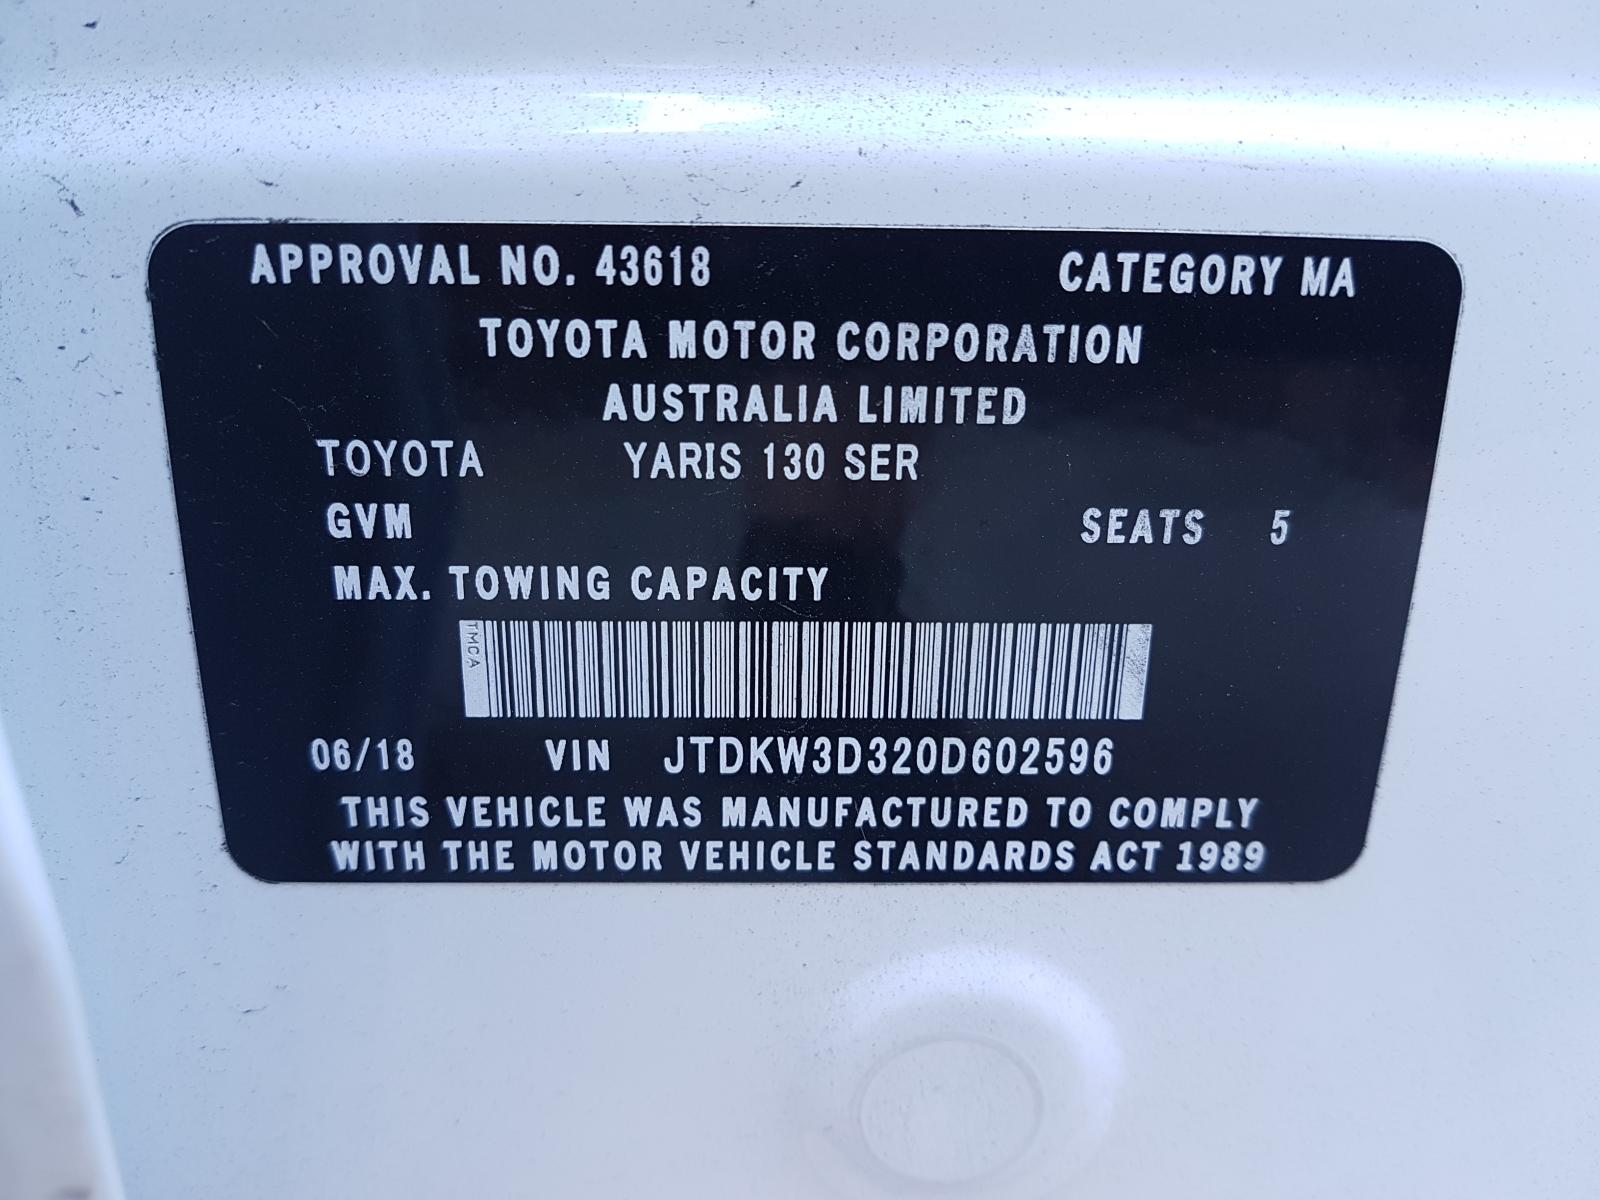 APPROVAL NO. 43618 CATEGORY MA
TOYOTA MOTOR CORPORATION
AUSTRALIA LIMITED
TOYOTA YARIS 130 SER
GVM SEATS 5
MAX. TOWING CAPACITY
TMCA
06/18 VIN JTDKW3D320D602596
THIS VEHICLE WAS MANUFACTURED TO COMPLY
WITH THE MOTOR VEHICLE STANDARDS ACT 1989